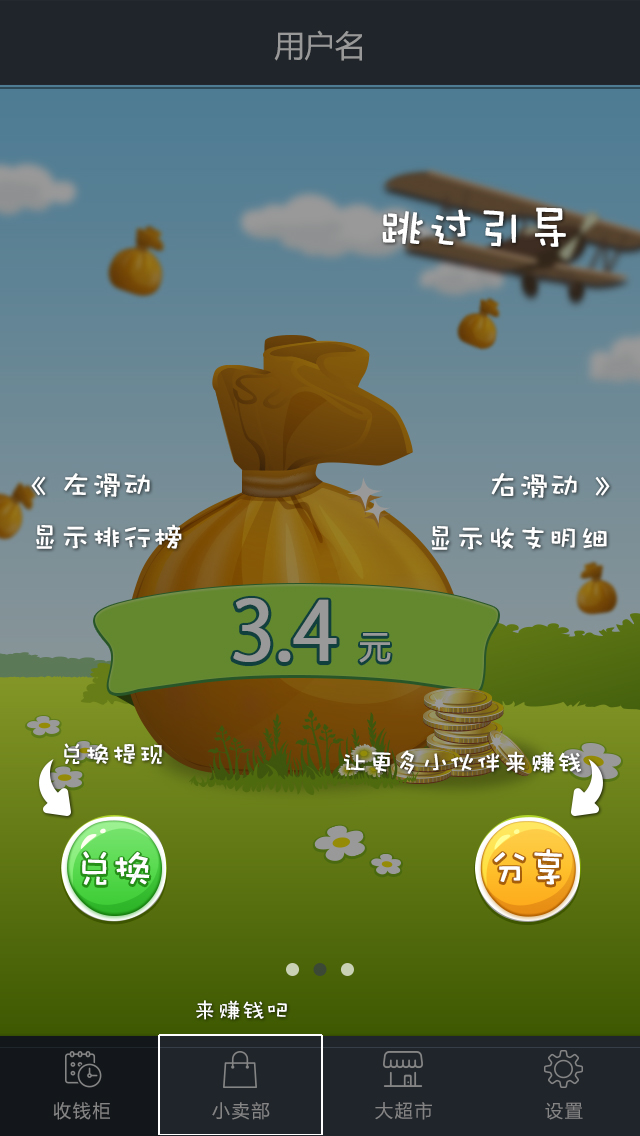 用户名
跳过引导
《 左滑动
右滑动 》
显示排行榜
显示收支明细
3.4 元
兑换提现
让更多小伙伴来赚钱
兑换
分享
来赚钱吧
收钱柜
小卖部
大超市
设置